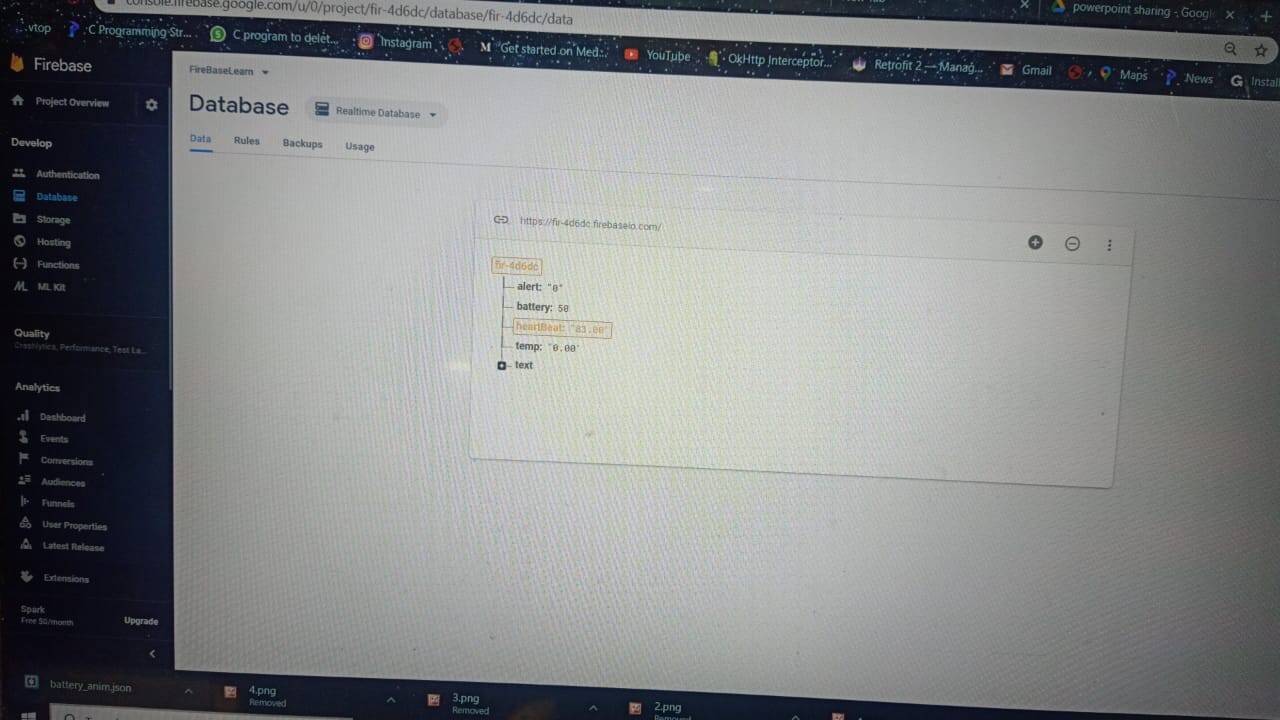 console.firebase.google.com/u/0/project/fir-4d6dc/database/fir-4d6dc/data
powerpoint sharing - Googl
vtop
C Programming Str...
C program to delet...
Instagram
Get started on Med...
YouTube
OkHttp Interceptor...
Retrofit 2 — Manag...
Gmail
Maps
News
Install
Firebase
Project Overview
Develop
Authentication
Database
Storage
Hosting
Functions
ML Kit
Quality
Crashlytics, Performance, Test La...
Analytics
Dashboard
Events
Conversions
Audiences
Funnels
User Properties
Latest Release
Extensions
Spark
Free $0/month
Upgrade
FireBaseLearn
Database
Realtime Database
Data
Rules
Backups
Usage
https://fir-4d6dc.firebaseio.com/
fir-4d6dc
alert: "0"
battery: 50
heartBeat: "83.00"
temp: "0.00"
text
battery_anim.json
4.png
Removed
3.png
Removed
2.png
Removed